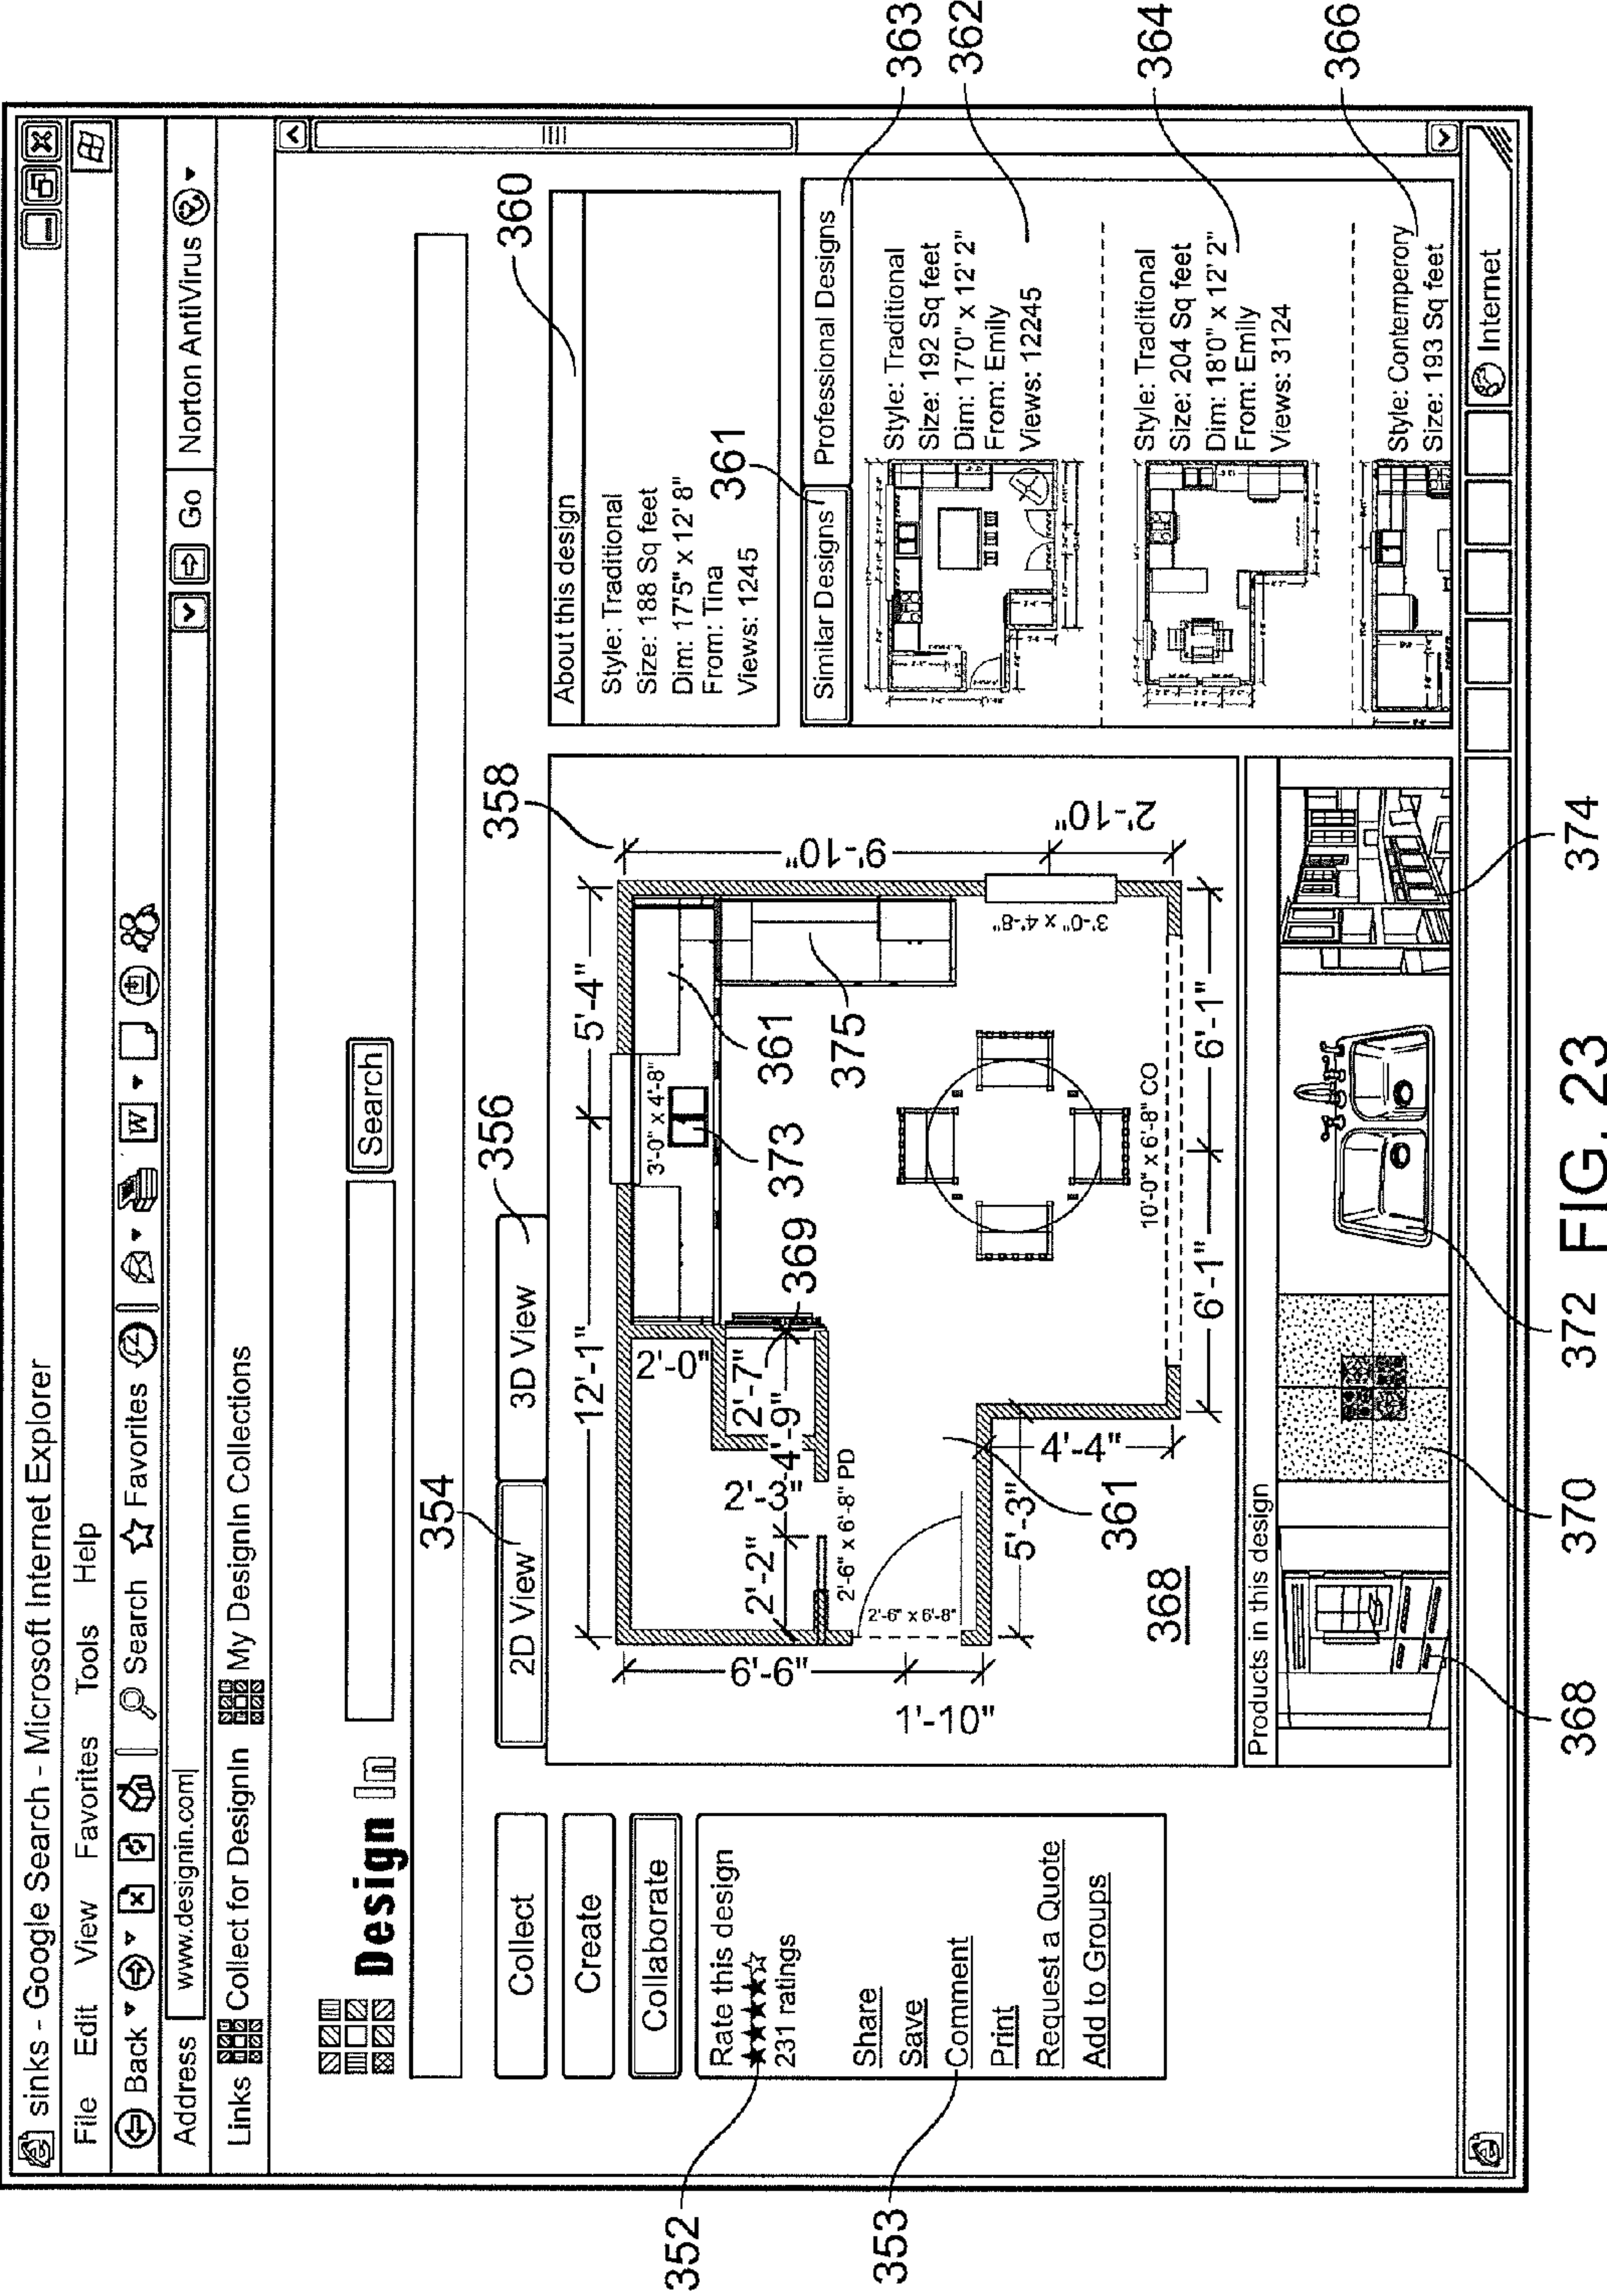 sinks - Google Search - Microsoft Internet Explorer
File Edit View Favorites Tools Help
Back Search Favorites W
Address www.designin.com Go Norton AntiVirus
Links Collect for DesignIn My DesignIn Collections
Design In Search
354
356
358
360
Collect
Create
Collaborate
352
Rate this design
231 ratings
353
Share
Save
Comment
Print
Request a Quote
Add to Groups
2D View 3D View
12'-1" 5'-4"
3'-0" x 4'-8"
2'-0"
9'-10"
2'-10"
6'-9"
1'-10"
2'-7"
4'-9"
2'-3"
2'-2"
369
373
361
375
2'-6" x 6'-8" PD
2'-6" x 6'-8"
3'-0" x 4'-8"
4'-4"
5'-3"
361
10'-0" x 6'-8" CO
6'-1" 6'-1"
368
Products in this design
368 370 372 374
About this design
Style: Traditional
Size: 188 Sq feet
Dim: 17'5" x 12' 8"
From: Tina
Views: 1245
361
Similar Designs Professional Designs
363
Style: Traditional
Size: 192 Sq feet
Dim: 17'0" x 12' 2"
From: Emily
Views: 12245
362
Style: Traditional
Size: 204 Sq feet
Dim: 18'0" x 12' 2"
From: Emily
Views: 3124
364
Style: Contemperory
Size: 193 Sq feet
366
Internet
FIG. 23